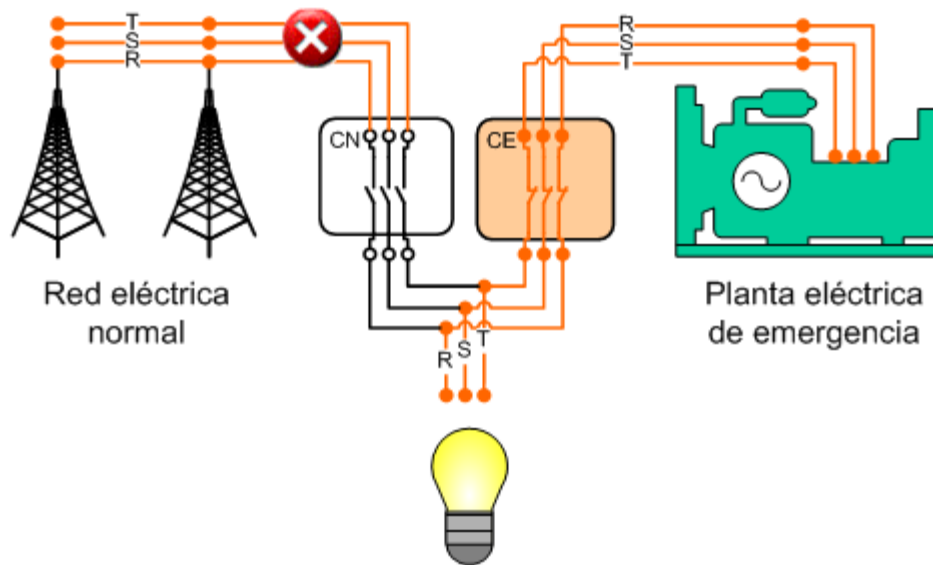 T
S
R
CN
CE
R
S
T
Red eléctrica
normal
R
S
T
Planta eléctrica
de emergencia